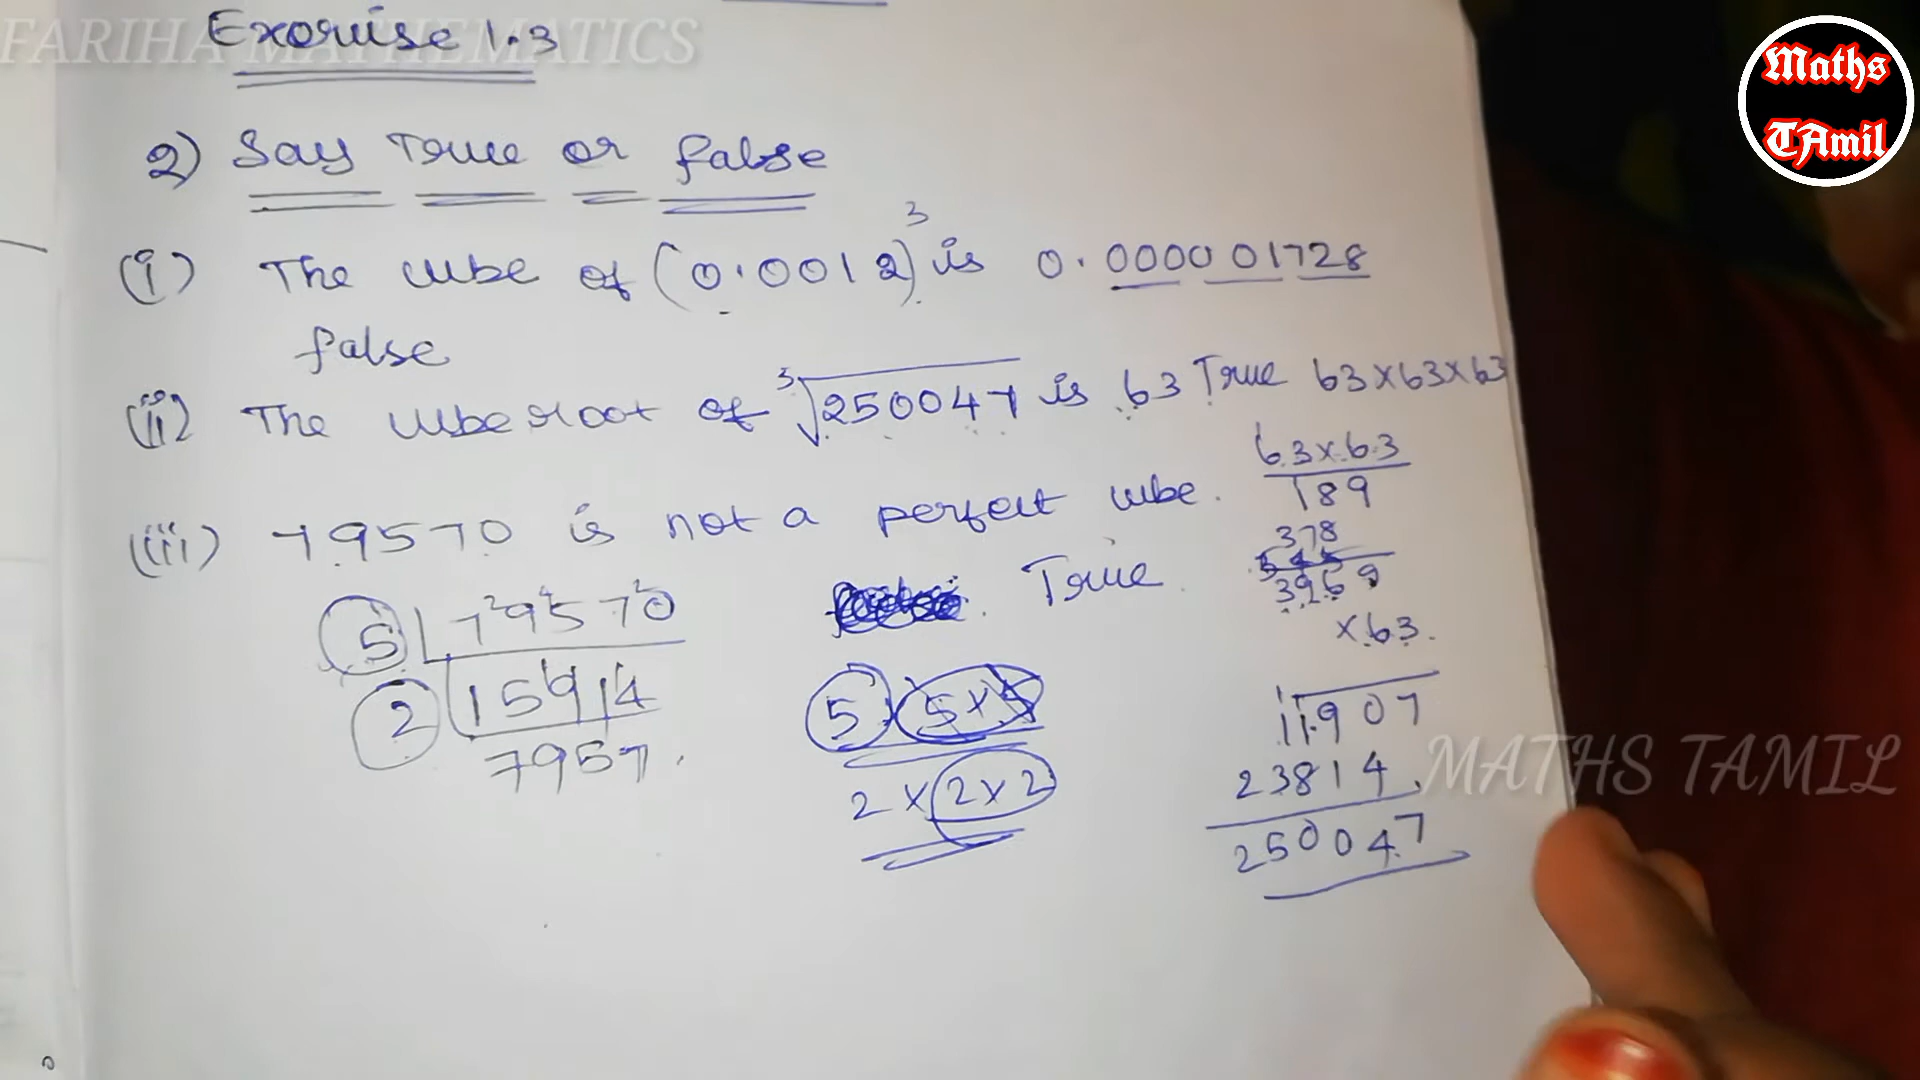 FARIHA MATHEMATICS
Exercise 1.3
Maths
TAmil
2) Say True or false
(i) The cube of (0.0012)³ is 0.000001728
false
(ii) The cube root of ³√250047 is 63 True 63×63×63
63×63
189
378
3969
×63
11907
23814
250047
(iii) 79570 is not a perfect cube.
True
5 | 79570
2 | 15914
7957
5 × 5×5
2 × 2×2
MATHS TAMIL